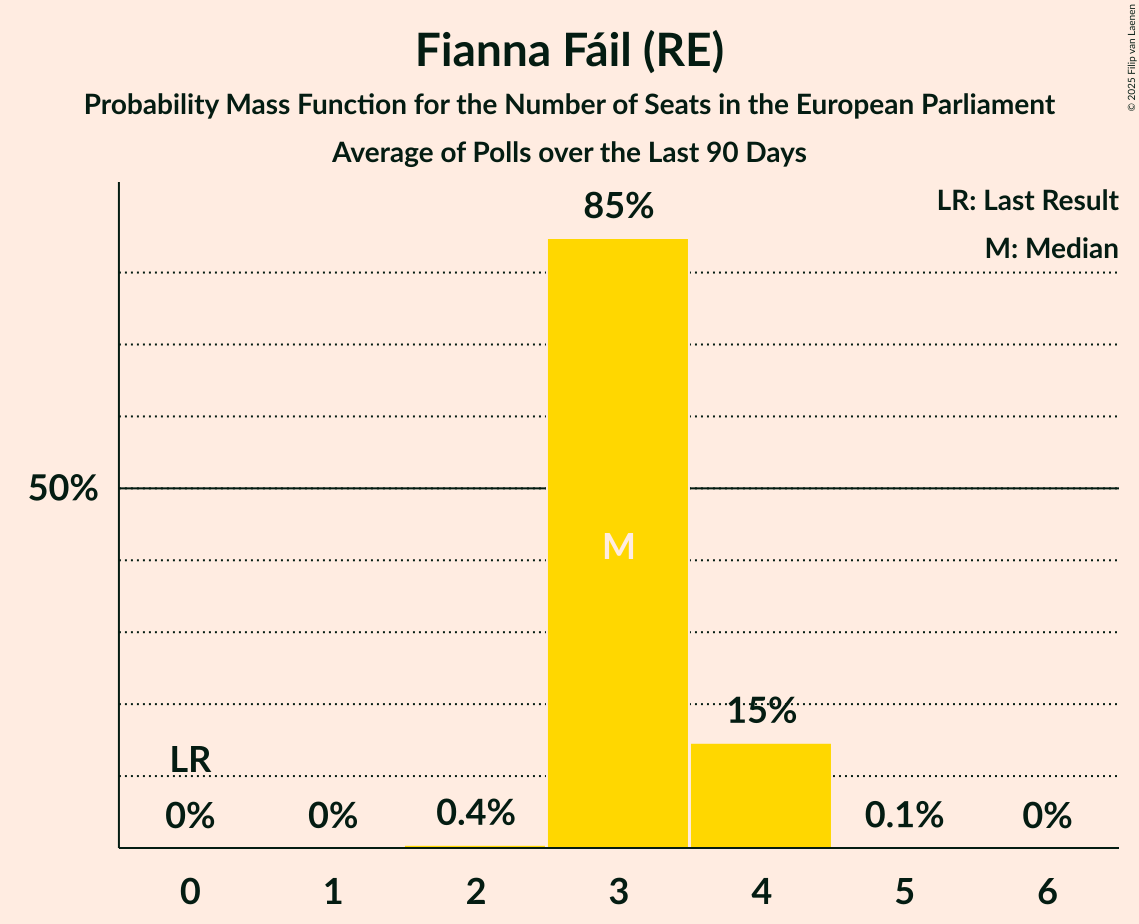 Fianna Fáil (RE)
Probability Mass Function for the Number of Seats in the European Parliament
Average of Polls over the Last 90 Days
© 2025 Filip van Laenen
LR: Last Result
M: Median
85%
50%
M
15%
LR
0%
0%
0.4%
0.1%
0%
0 1 2 3 4 5 6